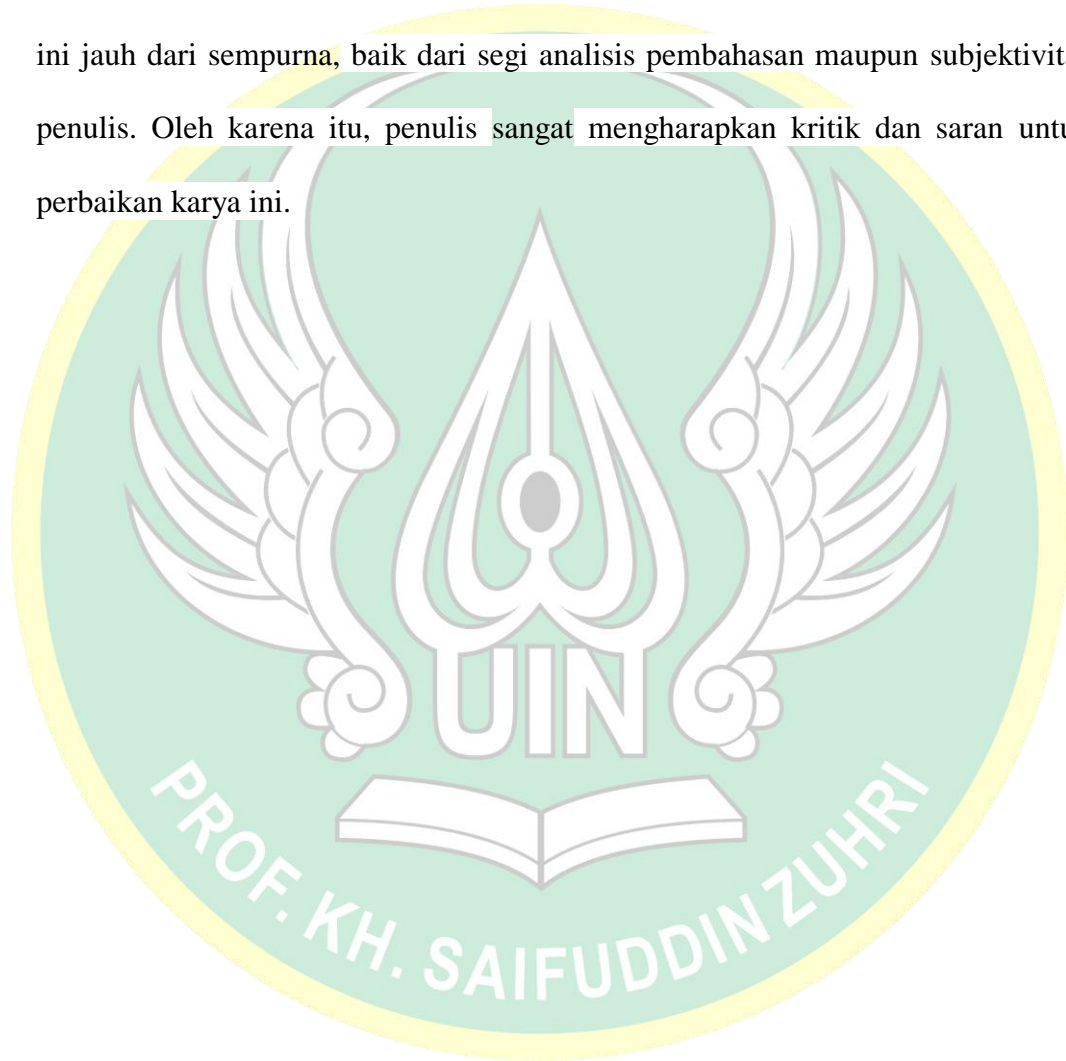 ini jauh dari sempurna, baik dari segi analisis pembahasan maupun subjektivita
penulis. Oleh karena itu, penulis sangat mengharapkan kritik dan saran untu
perbaikan karya ini.
UIN
PROF. KH. SAIFUDDIN ZUHRI